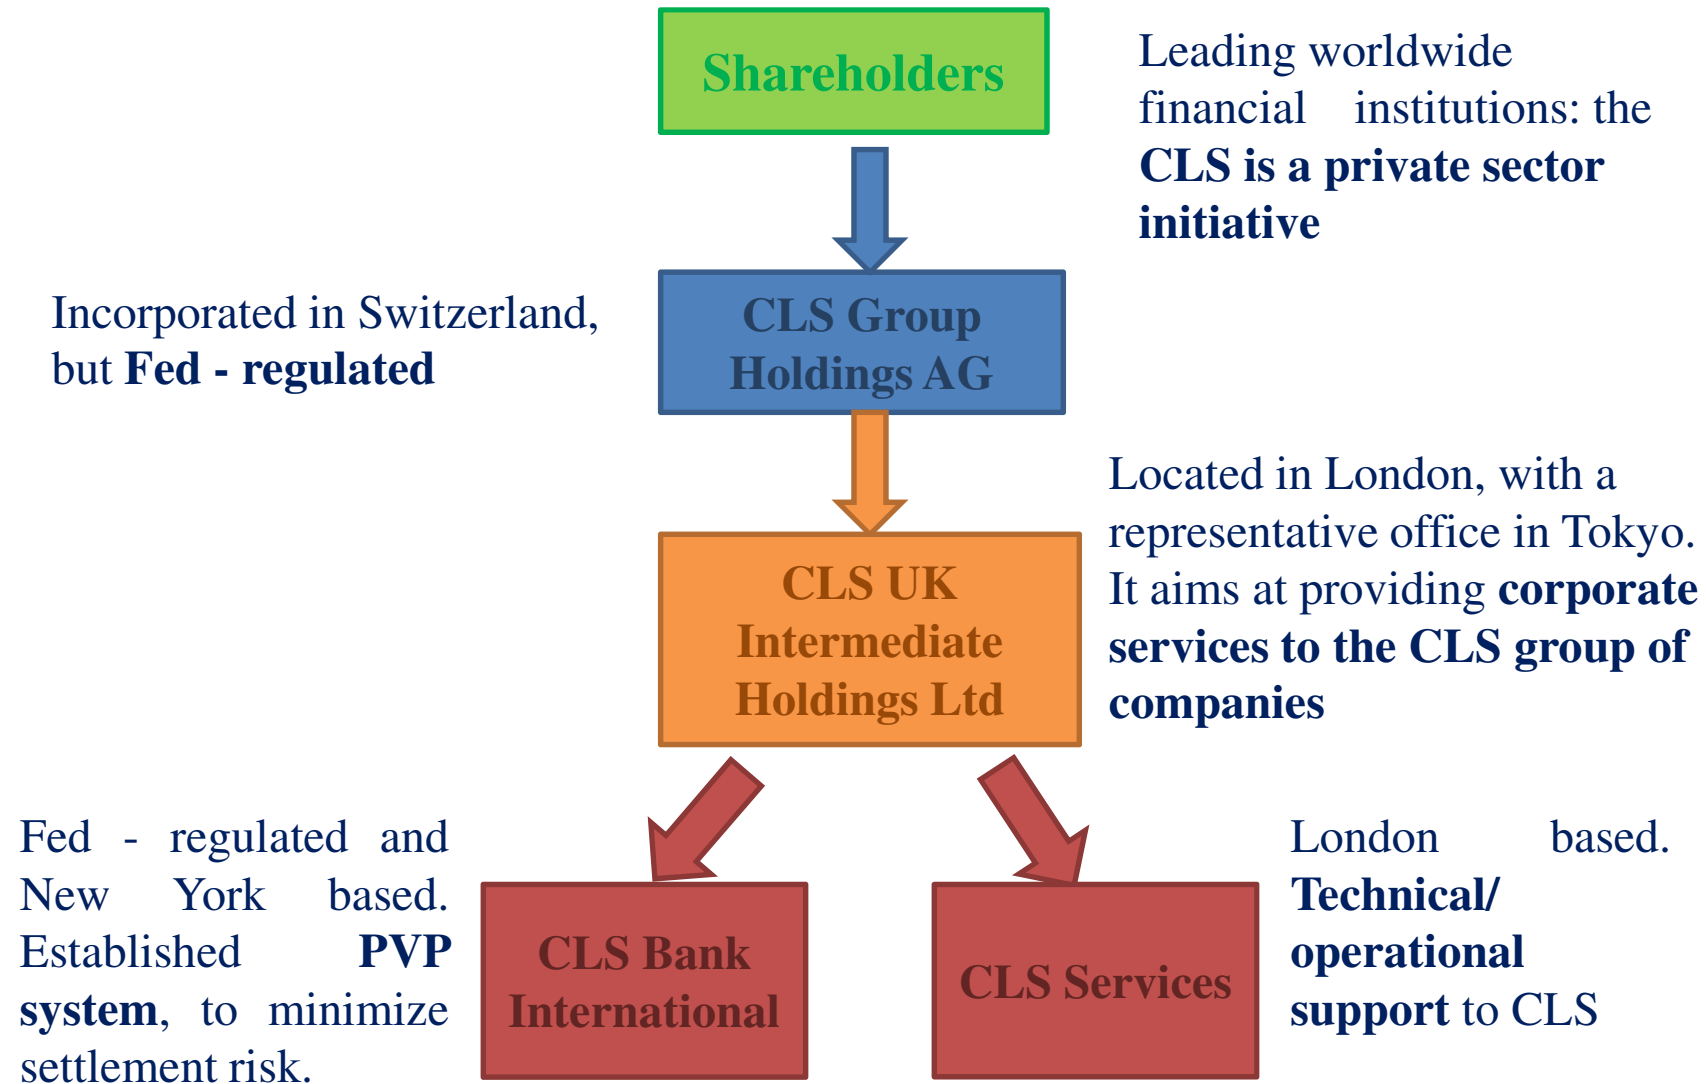 Shareholders
Leading worldwide
financial institutions: the
CLS is a private sector
initiative
Incorporated in Switzerland,
but Fed - regulated
CLS Group
Holdings AG
Located in London, with a
representative office in Tokyo.
It aims at providing corporate
services to the CLS group of
companies
CLS UK
Intermediate
Holdings Ltd
Fed - regulated and
New York based.
Established PVP
system, to minimize
settlement risk.
CLS Bank
International
CLS Services
London based.
Technical/
operational
support to CLS